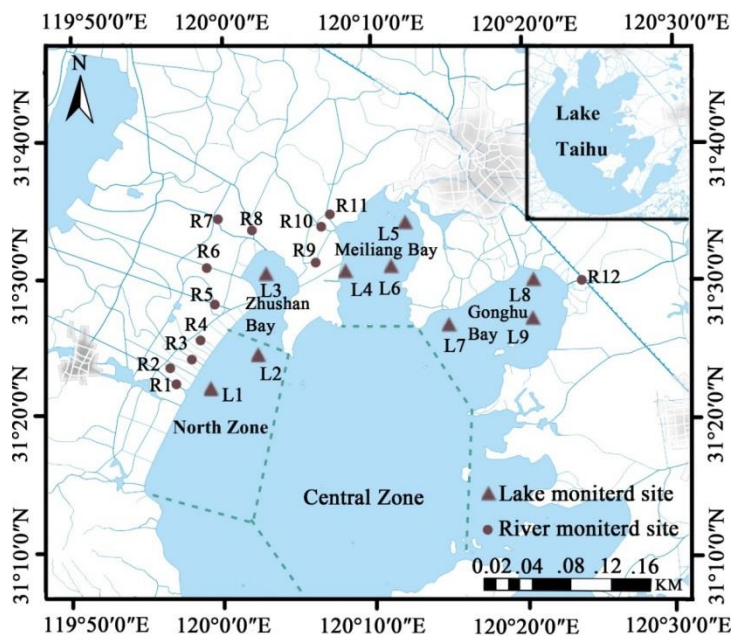 119°50′0″E 120°0′0″E 120°10′0″E 120°20′0″E 120°30′0″E
N
Lake
Taihu
31°40′0″N
31°40′0″N
R7
R8
R10
R11
L5
R6
R9
Meiliang Bay
R12
31°30′0″N
L3
L4
L6
L8
31°30′0″N
R5
Zhushan
Bay
Gonghu
Bay
R4
L7
L9
R3
R2
L2
R1
L1
31°20′0″N
North Zone
31°20′0″N
Central Zone
Lake moniterd site
River moniterd site
31°10′0″N
31°10′0″N
0.02 .04 .08 .12 .16
KM
119°50′0″E 120°0′0″E 120°10′0″E 120°20′0″E 120°30′0″E